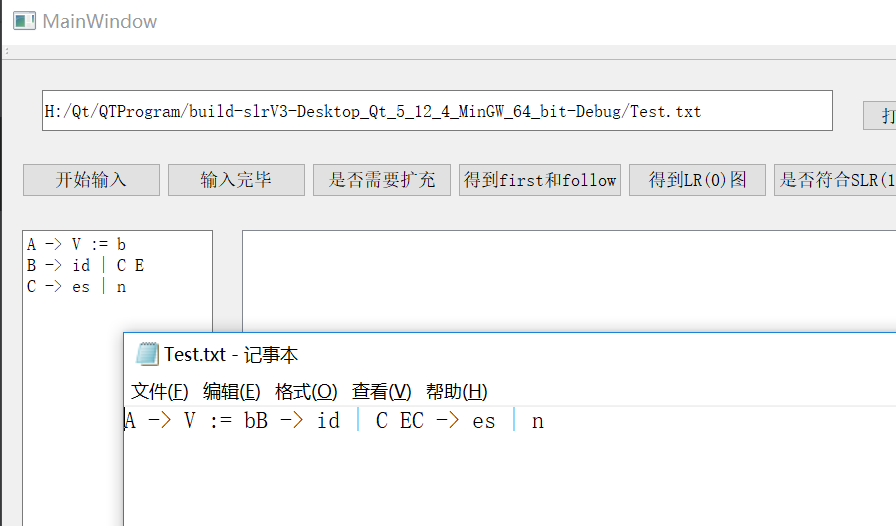 MainWindow
H:/Qt/QTProgram/build-slrV3-Desktop_Qt_5_12_4_MinGW_64_bit-Debug/Test.txt
打
开始输入 输入完毕 是否需要扩充 得到first和follow 得到LR(0)图 是否符合SLR(1
A -> V := b
B -> id | C E
C -> es | n
Test.txt - 记事本
文件(F) 编辑(E) 格式(O) 查看(V) 帮助(H)
A -> V := bB -> id | C EC -> es | n